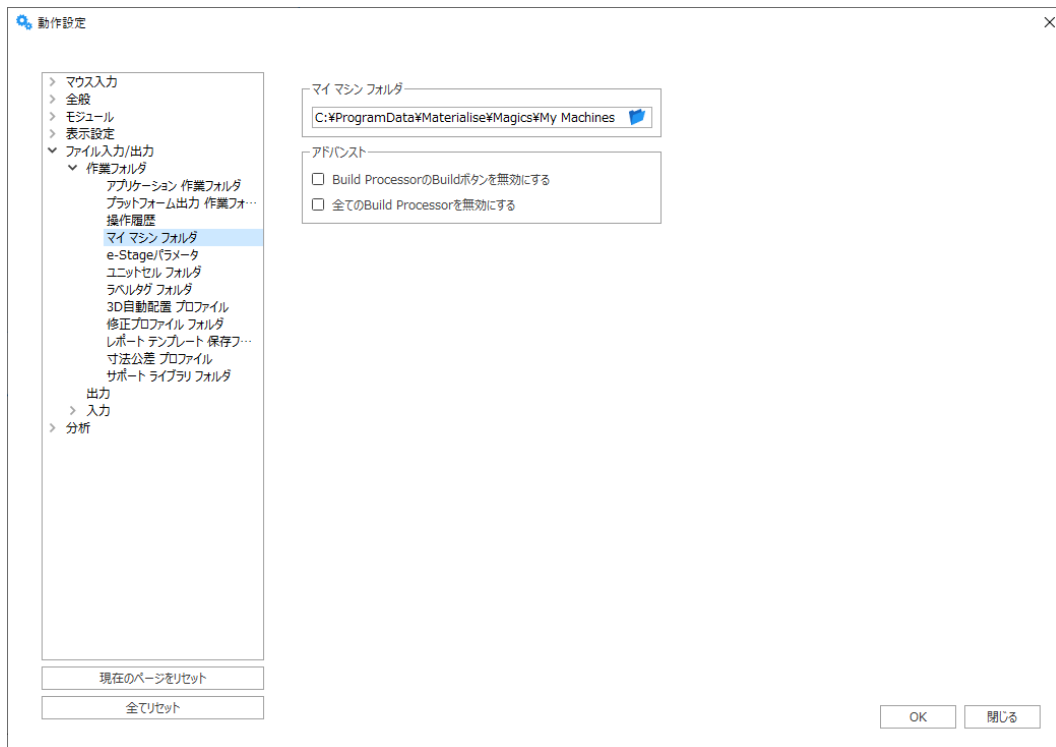 動作設定
マウス入力
全般
モジュール
表示設定
ファイル入力/出力
作業フォルダ
アプリケーション 作業フォルダ
プラットフォーム出力 作業フォ…
操作履歴
マイ マシン フォルダ
e-Stageパラメータ
ユニットセル フォルダ
ラベルタグ フォルダ
3D自動配置 プロファイル
修正プロファイル フォルダ
レポート テンプレート 保存フ…
寸法公差 プロファイル
サポート ライブラリ フォルダ
出力
入力
分析
現在のページをリセット
全てリセット
マイ マシン フォルダ
C:¥ProgramData¥Materialise¥Magics¥My Machines
アドバンスト
Build ProcessorのBuildボタンを無効にする
全てのBuild Processorを無効にする
OK
閉じる